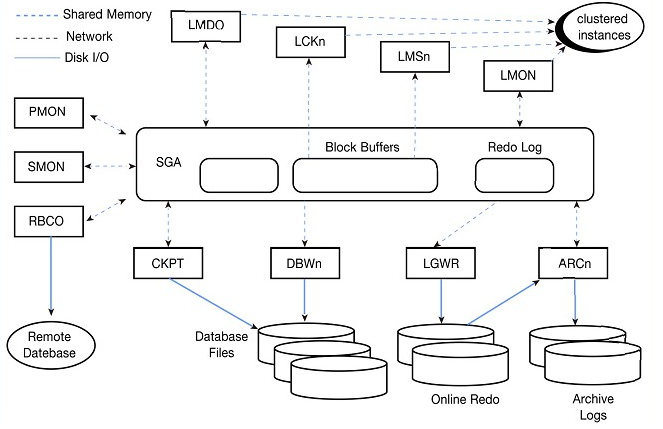 Shared Memory
Network
Disk I/O
LMDO
LCKn
LMSn
LMON
clustered
instances
PMON
SMON
RBCO
SGA
Block Buffers
Redo Log
CKPT
DBWn
LGWR
ARCn
Remote
Datebase
Database
Files
Online Redo
Archive
Logs